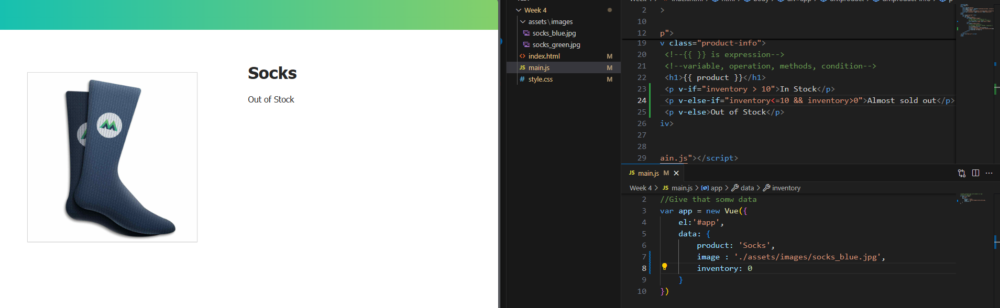 Socks
Out of Stock
Week 4
assets\images
socks_blue.jpg
socks_green.jpg
index.html M
main.js M
style.css M
2 >
10
12 p">
19 v class="product-info">
20 <!--{{ }} is expression-->
21 <!--variable, operation, methods, condition-->
22 <h1>{{ product }}</h1>
23 <p v-if="inventory > 10">In Stock</p>
24 <p v-else-if="inventory<=10 && inventory>0">Almost sold out</p>
25 <p v-else>Out of Stock</p>
26 iv>
27
28
29 ain.js"></script>
JS main.js M
Week 4 > JS main.js > app > data > inventory
2 //Give that somw data
3 var app = new Vue({
4 el:'#app',
5 data: {
6 product: 'Socks',
7 image : './assets/images/socks_blue.jpg',
8 inventory: 0
9 }
10 })